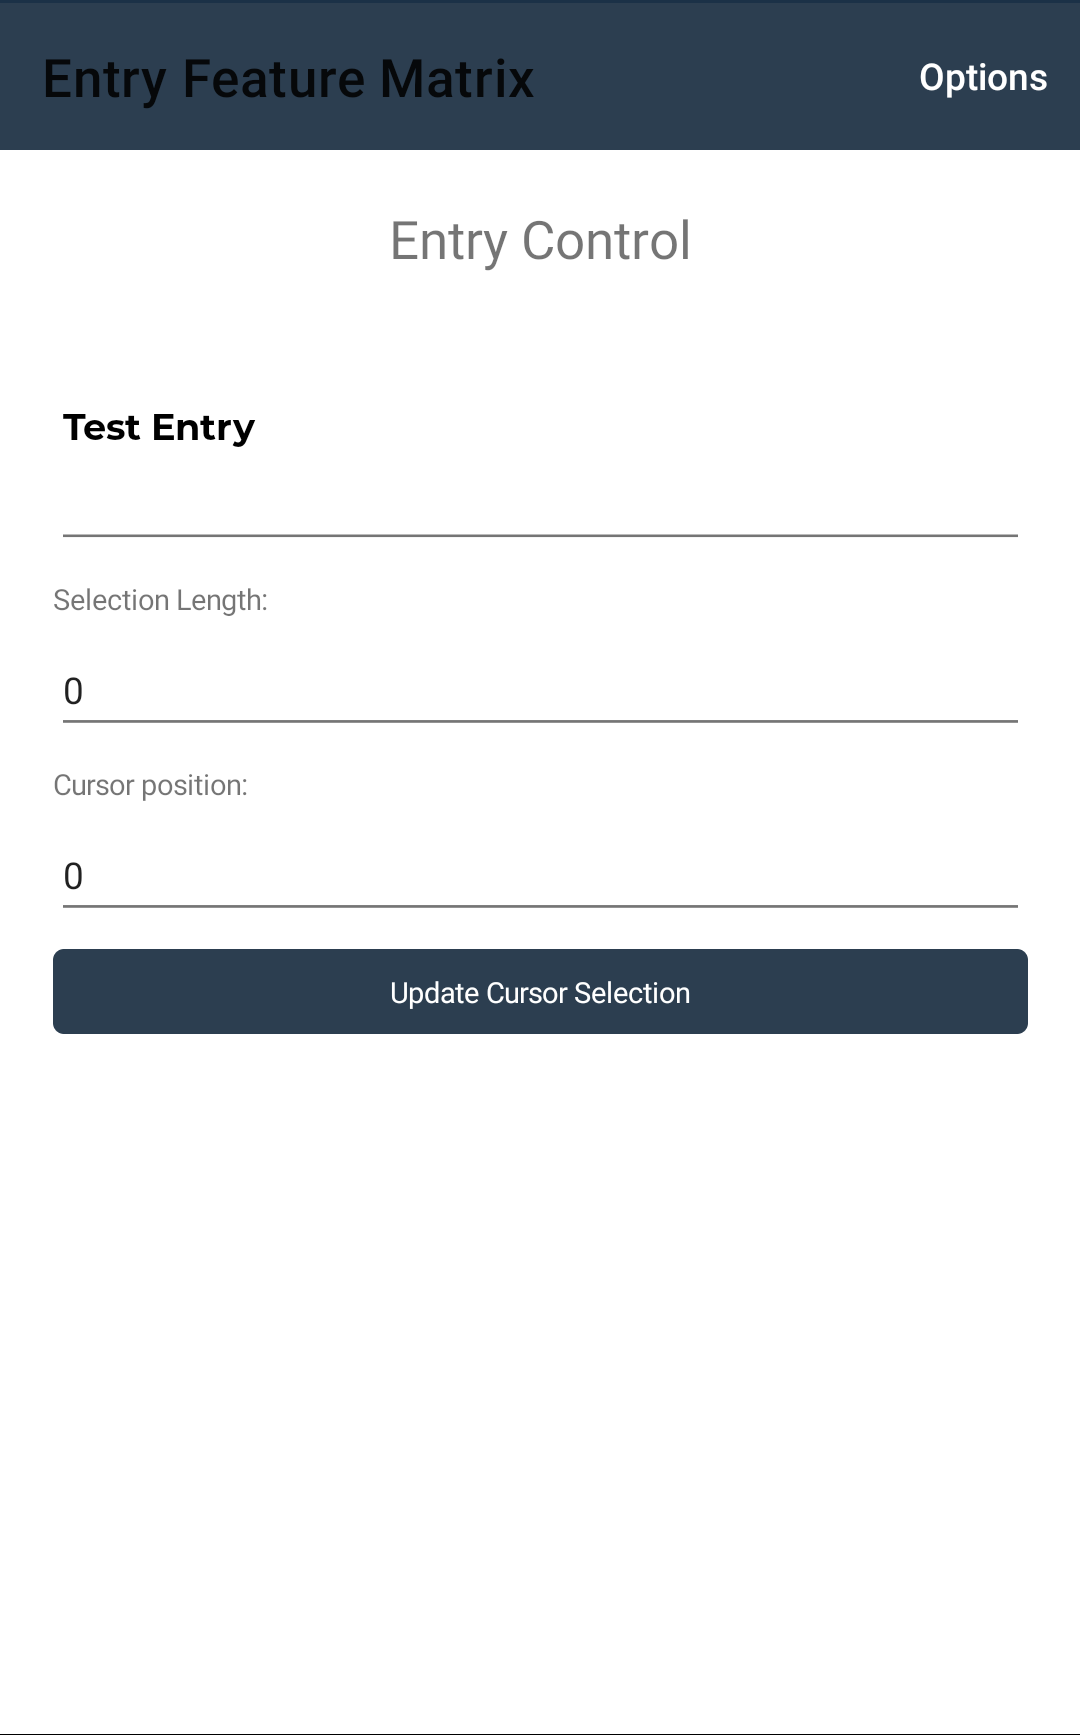 Entry Feature Matrix
Options
Entry Control
Test Entry
Selection Length:
0
Cursor position:
0
Update Cursor Selection